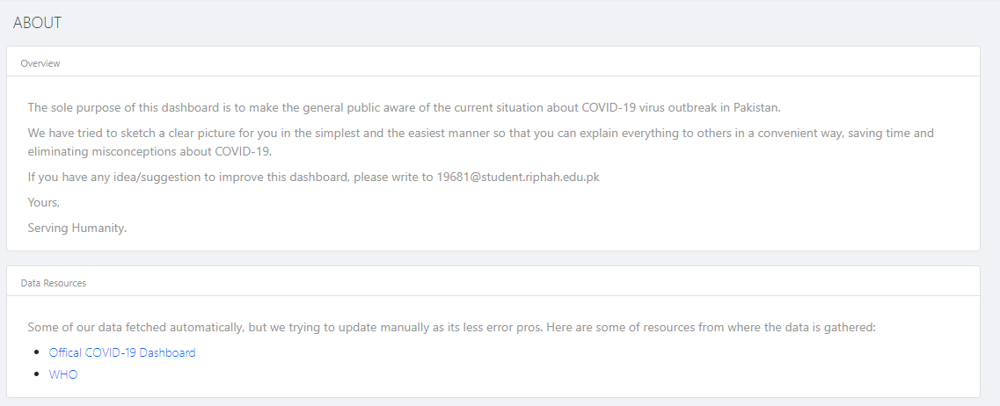 ABOUT
Overview
The sole purpose of this dashboard is to make the general public aware of the current situation about COVID-19 virus outbreak in Pakistan.
We have tried to sketch a clear picture for you in the simplest and the easiest manner so that you can explain everything to others in a convenient way, saving time and
eliminating misconceptions about COVID-19.
If you have any idea/suggestion to improve this dashboard, please write to 19681@student.riphah.edu.pk
Yours,
Serving Humanity.
Data Resources
Some of our data fetched automatically, but we trying to update manually as its less error pros. Here are some of resources from where the data is gathered:
Offical COVID-19 Dashboard
WHO